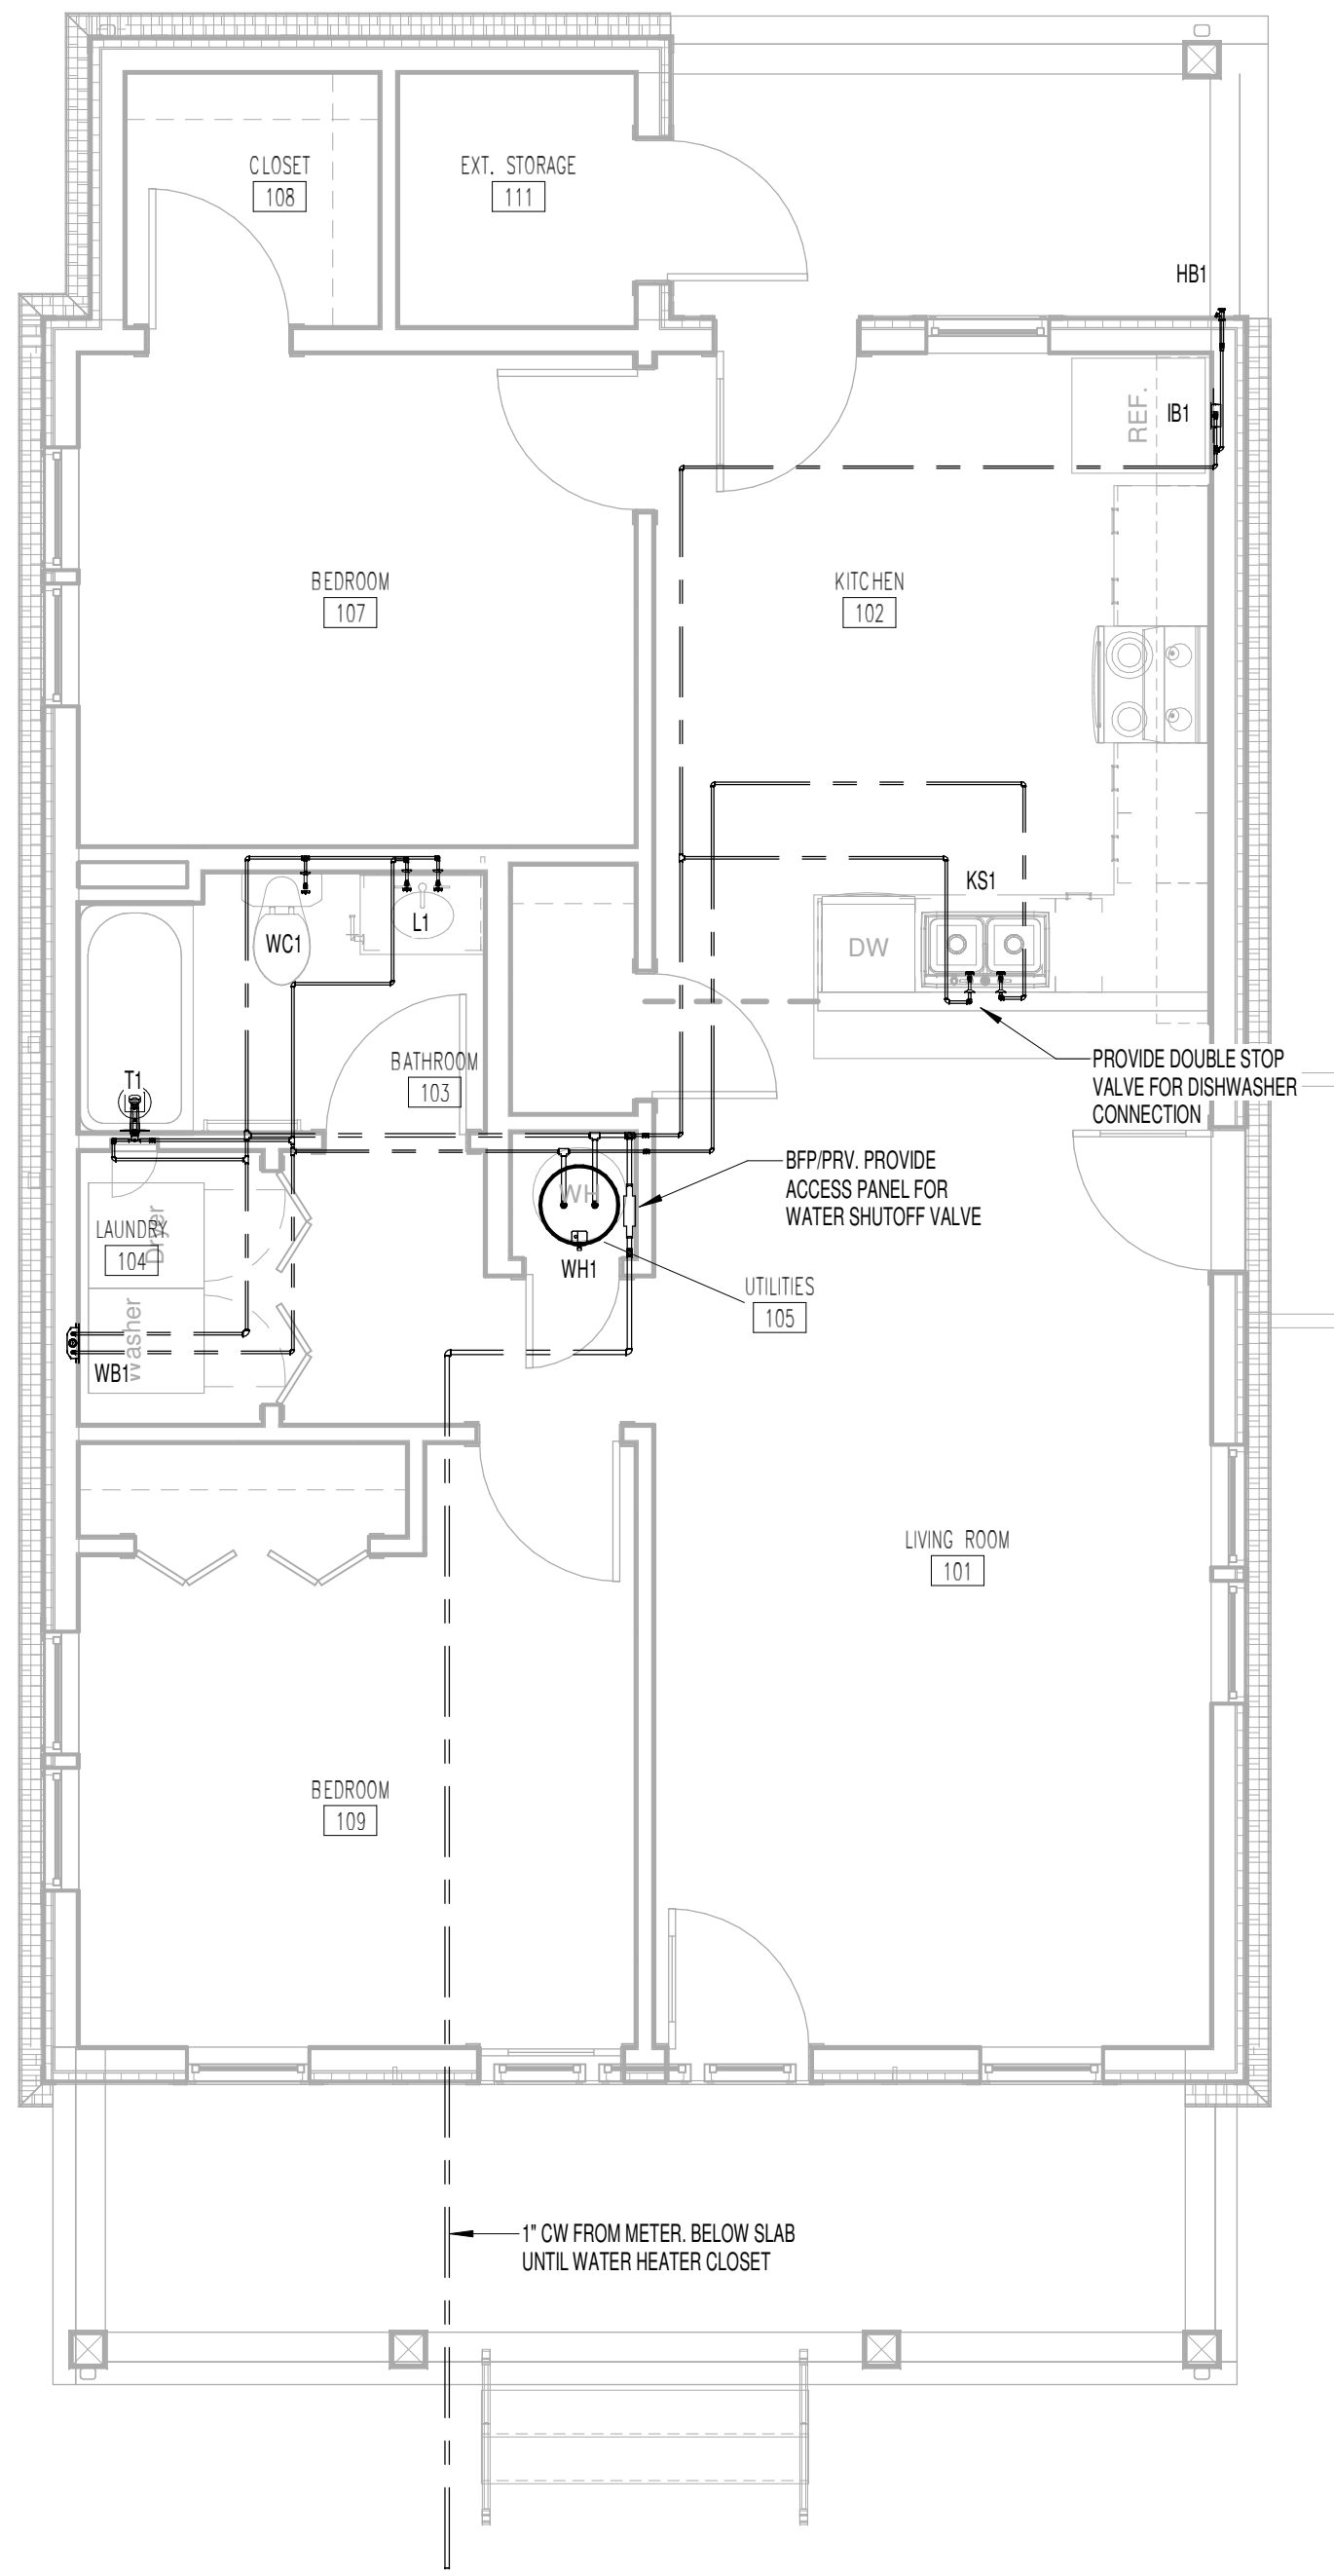 CLOSET
108
EXT. STORAGE
111
HB1
REF.
IB1
BEDROOM
107
KITCHEN
102
KS1
WC1
L1
DW
BATHROOM
103
T1
PROVIDE DOUBLE STOP
VALVE FOR DISHWASHER
CONNECTION
BFP/PRV. PROVIDE
ACCESS PANEL FOR
WATER SHUTOFF VALVE
WH
WH1
LAUNDRY
104
Dryer
UTILITIES
105
Washer
WB1
LIVING ROOM
101
BEDROOM
109
1" CW FROM METER. BELOW SLAB
UNTIL WATER HEATER CLOSET